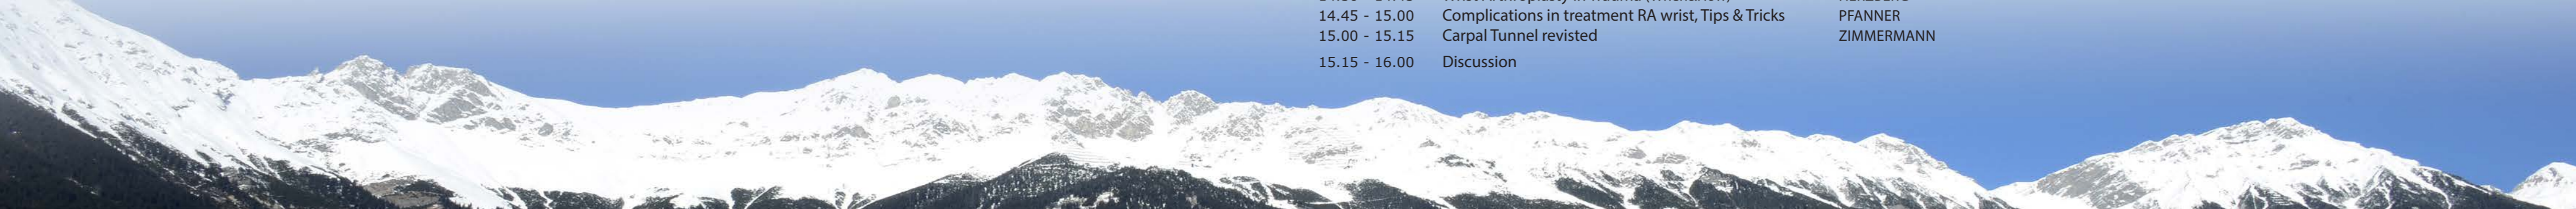 14.45 - 15.00 Complications in treatment RA wrist, Tips & Tricks PFANNER
15.00 - 15.15 Carpal Tunnel revisted ZIMMERMANN
15.15 - 16.00 Discussion